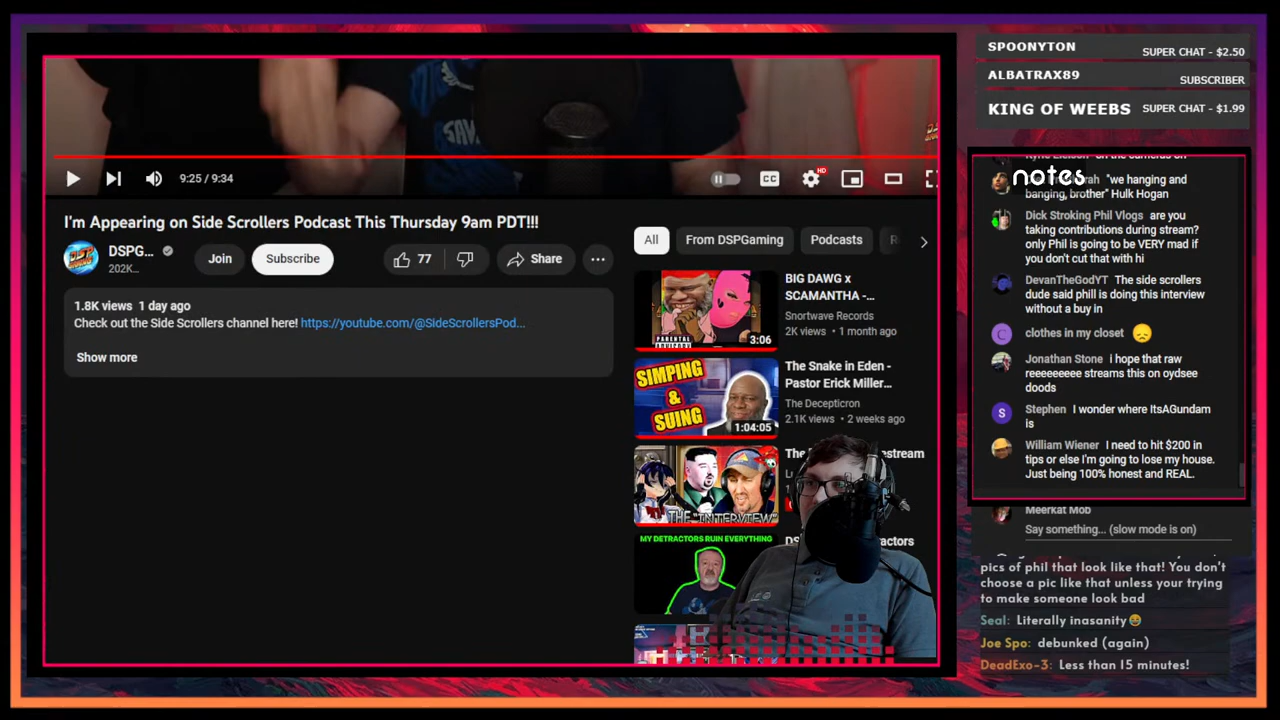 SAV
9:25 / 9:34
CC
HD
I'm Appearing on Side Scrollers Podcast This Thursday 9am PDT!!!
DSPG...
202K...
Join
Subscribe
77
Share
1.8K views 1 day ago
Check out the Side Scrollers channel here! https://youtube.com/@SIdeScrollersPod...
Show more
All
From DSPGaming
Podcasts
BIG DAWG x
SCAMANTHA -...
Snortwave Records
2K views • 1 month ago
PARENTAL
ADVISORY
3:06
The Snake in Eden -
Pastor Erick Miller...
The Decepticron
2.1K views • 2 weeks ago
SIMPING
&
SUING
1:04:05
THE "INTERVIEW"
MY DETRACTORS RUIN EVERYTHING
SPOONYTON SUPER CHAT - $2.50
ALBATRAX89 SUBSCRIBER
KING OF WEEBS SUPER CHAT - $1.99
notes
"we hanging and
banging, brother" Hulk Hogan
Dick Stroking Phil Vlogs are you
taking contributions during stream?
only Phil is going to be VERY mad if
you don't cut that with hi
DevanTheGodYT The side scrollers
dude said phill is doing this interview
without a buy in
clothes in my closet 😞
Jonathan Stone i hope that raw
reeeeeeeee streams this on oydsee
doods
Stephen I wonder where ItsAGundam
is
William Wiener I need to hit $200 in
tips or else I'm going to lose my house.
Just being 100% honest and REAL.
Meerkat Mob
Say something... (slow mode is on)
pics of phil that look like that! You don't
choose a pic like that unless your trying
to make someone look bad
Seal: Literally inasanity😅
Joe Spo: debunked (again)
DeadExo-3: Less than 15 minutes!